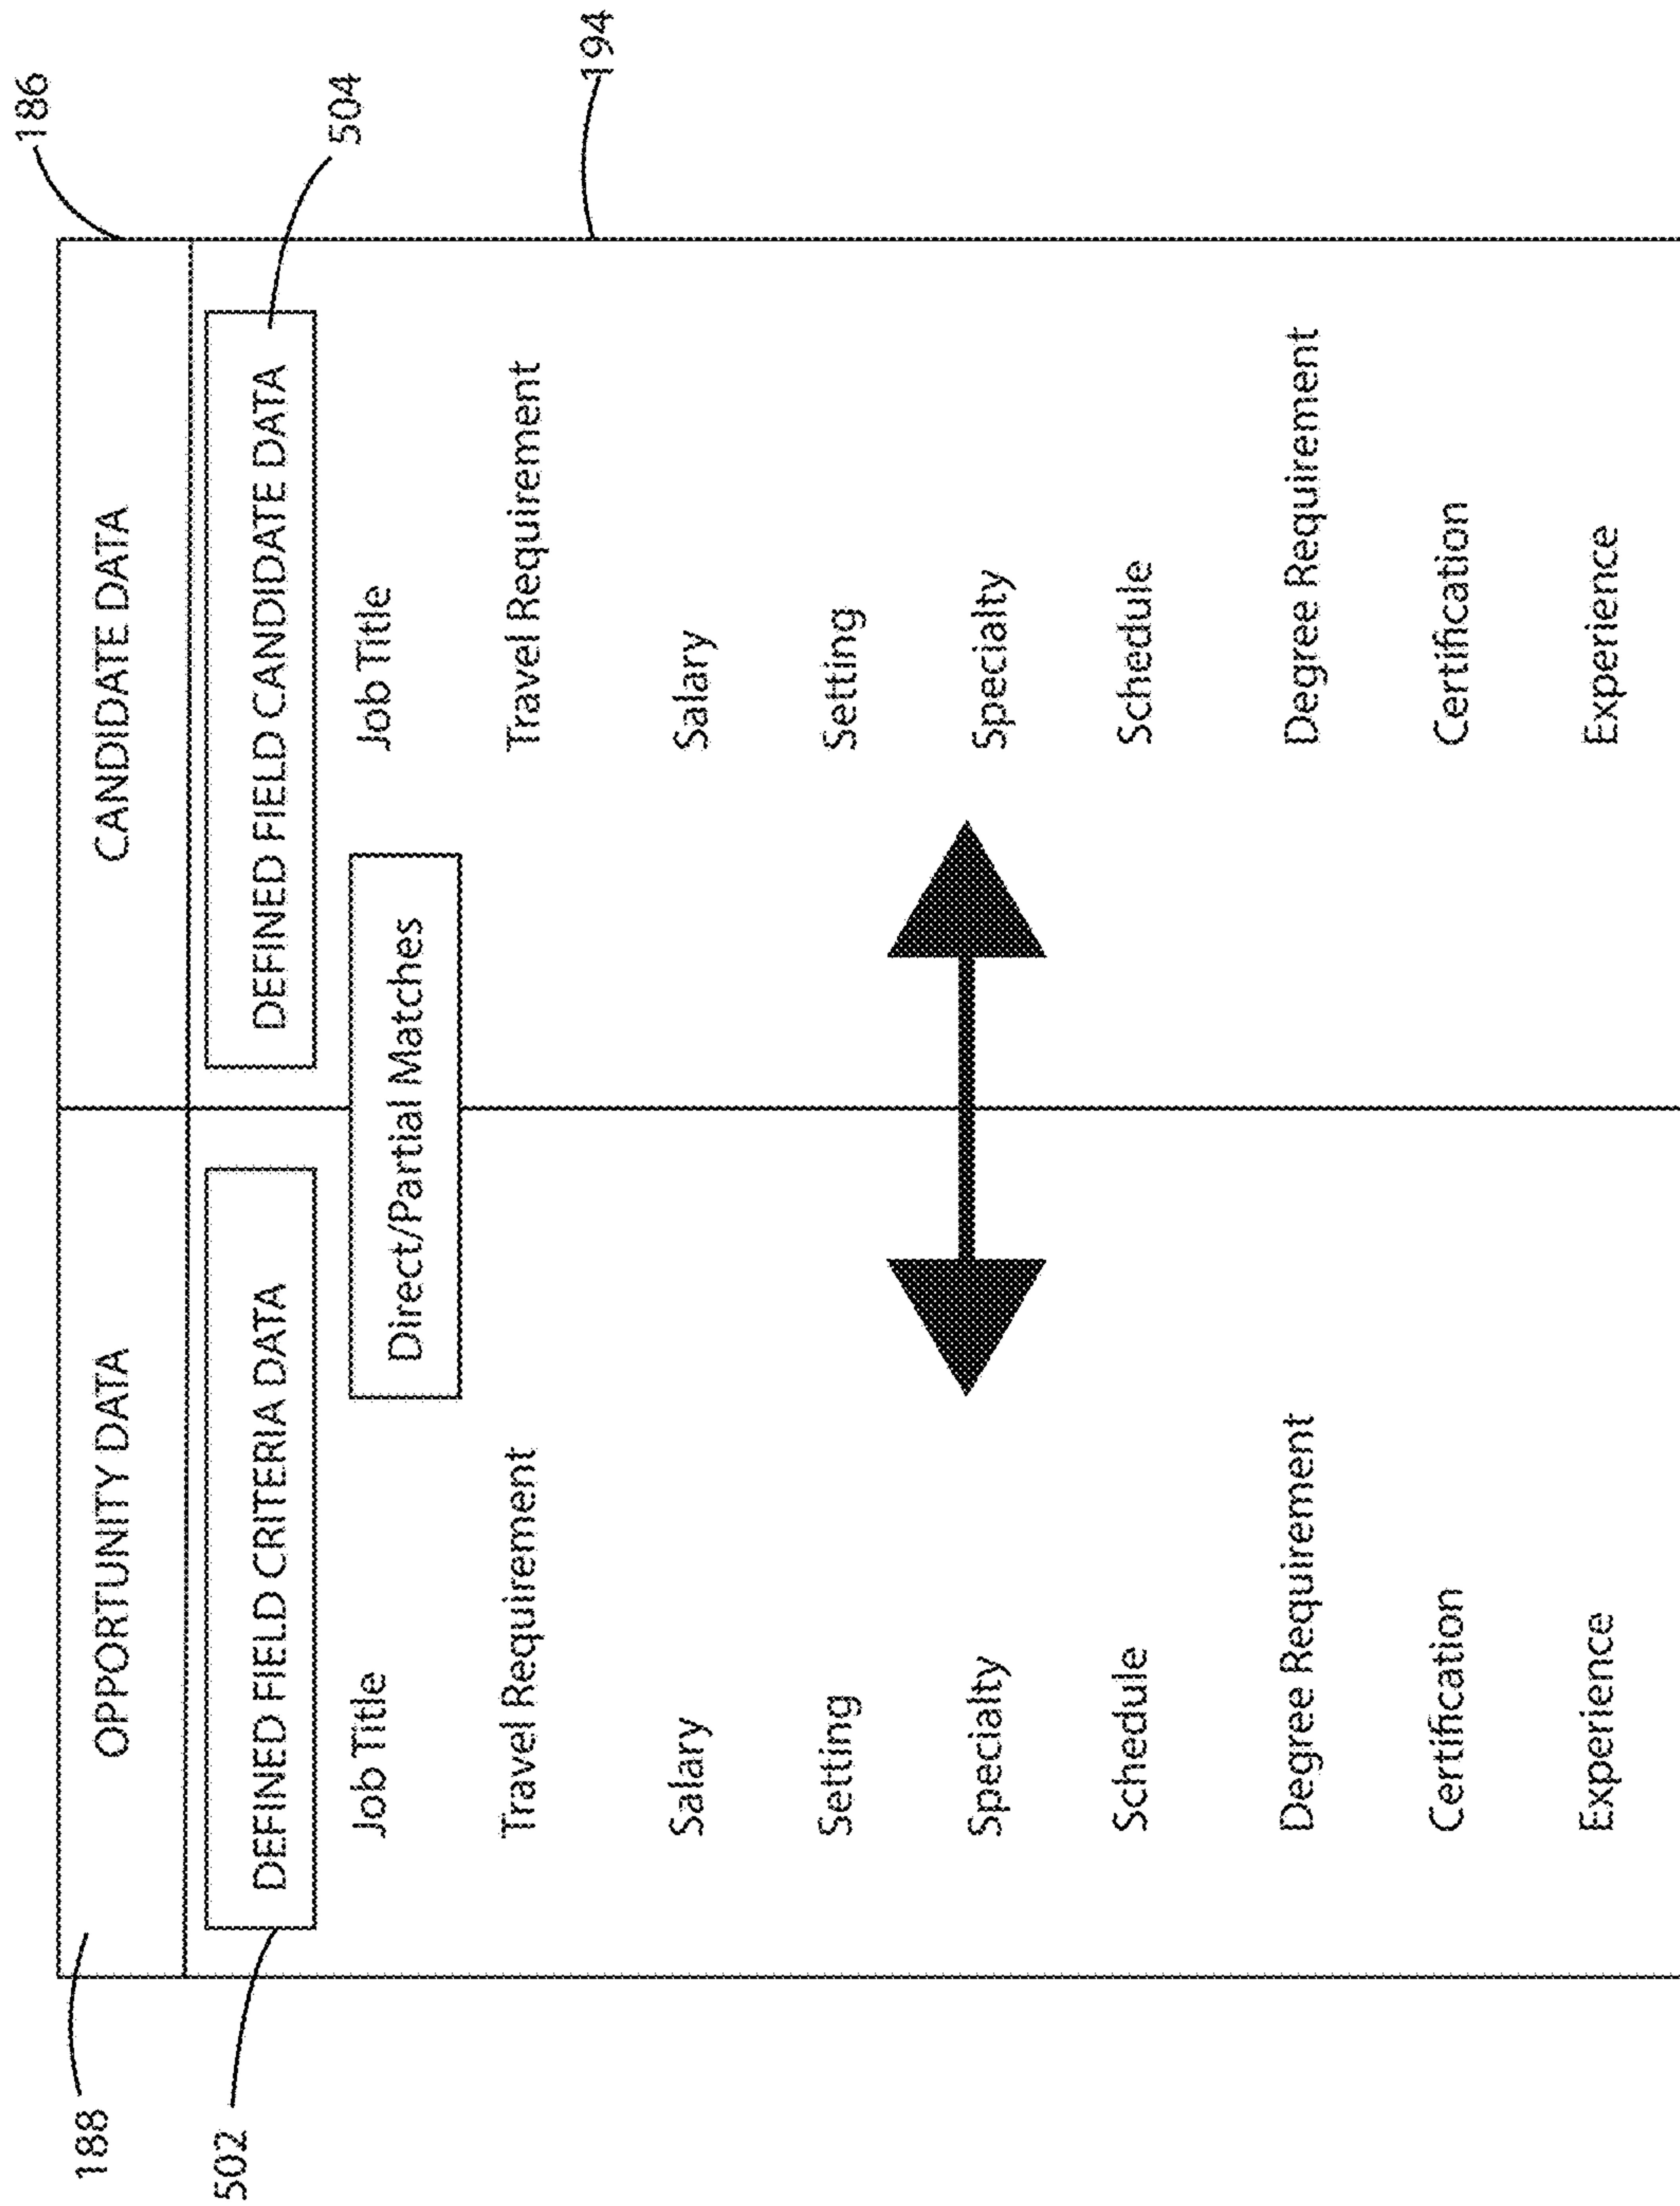 186
504
194
188
502
OPPORTUNITY DATA
CANDIDATE DATA
DEFINED FIELD CRITERIA DATA
DEFINED FIELD CANDIDATE DATA
Direct/Partial Matches
Job Title
Job Title
Travel Requirement
Travel Requirement
Salary
Salary
Setting
Setting
Specialty
Specialty
Schedule
Schedule
Degree Requirement
Degree Requirement
Certification
Certification
Experience
Experience